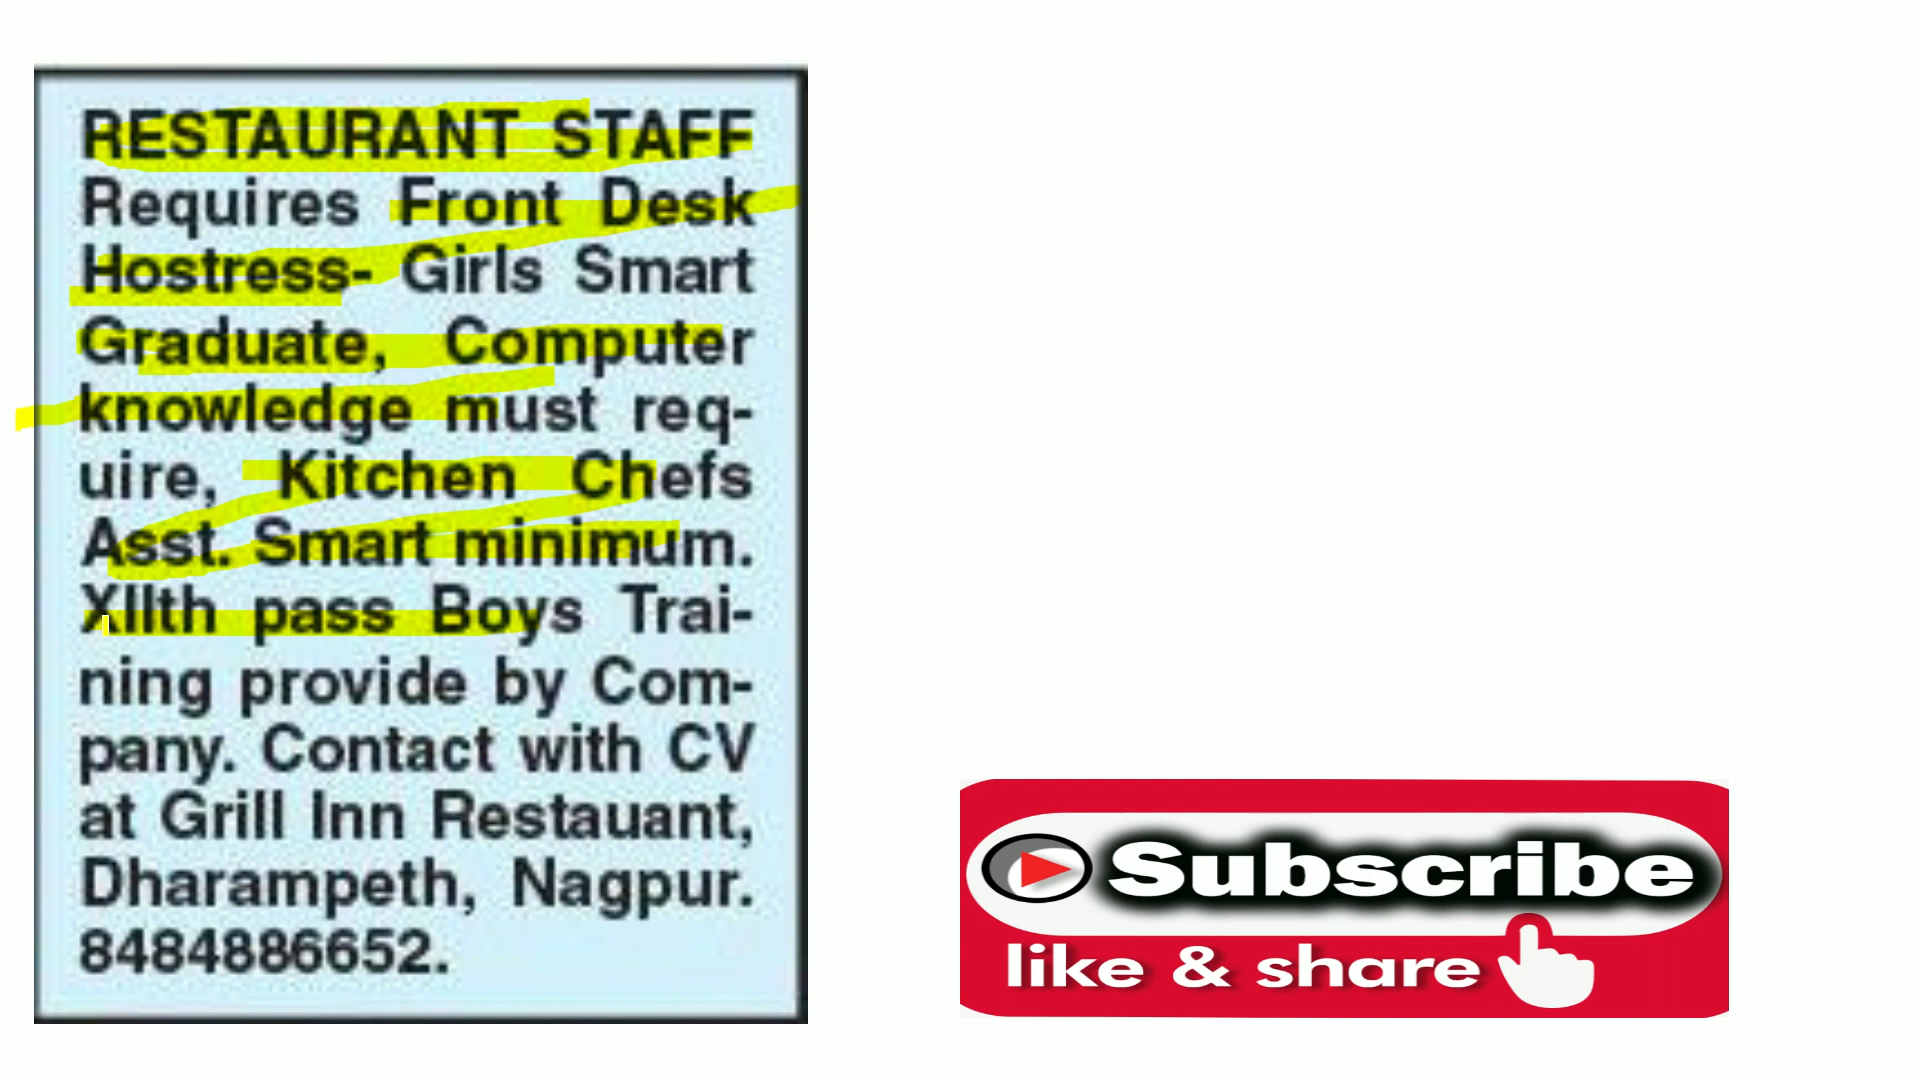 RESTAURANT STAFF
Requires Front Desk
Hostress- Girls Smart
Graduate, Computer
knowledge must req-
uire, Kitchen Chefs
Asst. Smart minimum.
XIIth pass Boys Trai-
ning provide by Com-
pany. Contact with CV
at Grill Inn Restauant,
Dharampeth, Nagpur.
8484886652.
Subscribe
like & share